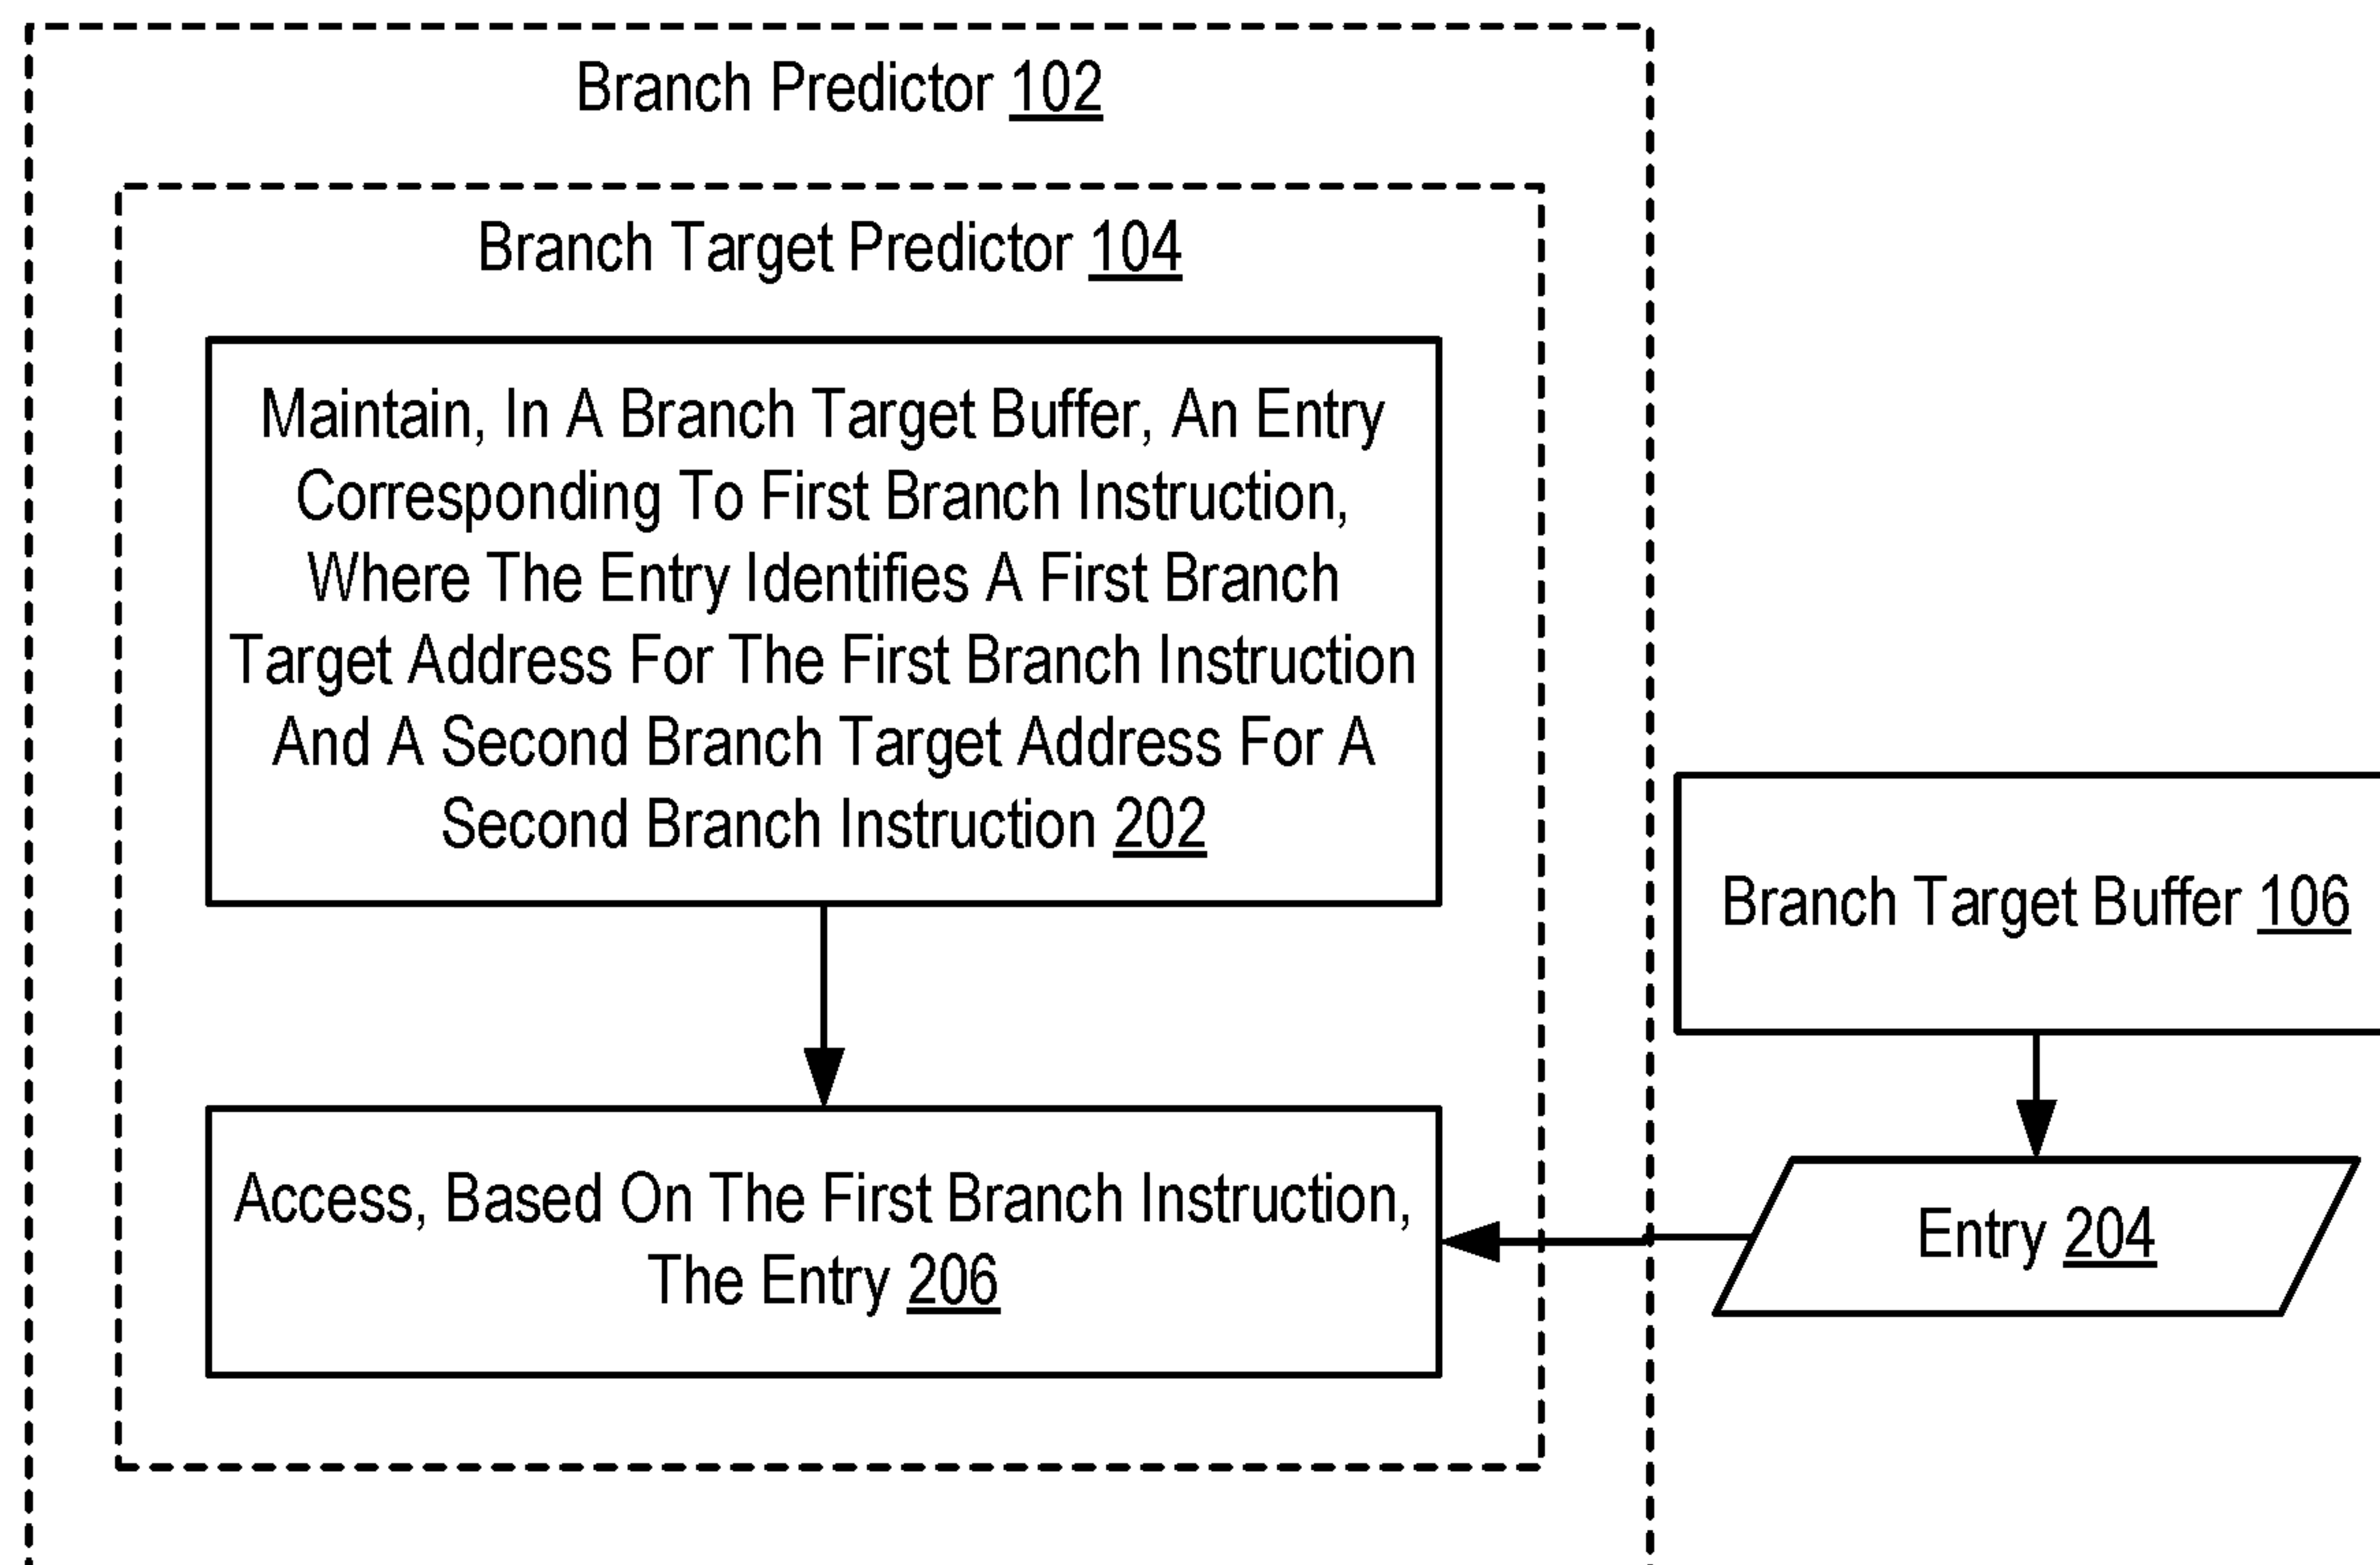 Branch Predictor 102
Branch Target Predictor 104
Maintain, In A Branch Target Buffer, An Entry
Corresponding To First Branch Instruction,
Where The Entry Identifies A First Branch
Target Address For The First Branch Instruction
And A Second Branch Target Address For A
Second Branch Instruction 202
Branch Target Buffer 106
Access, Based On The First Branch Instruction,
The Entry 206
Entry 204